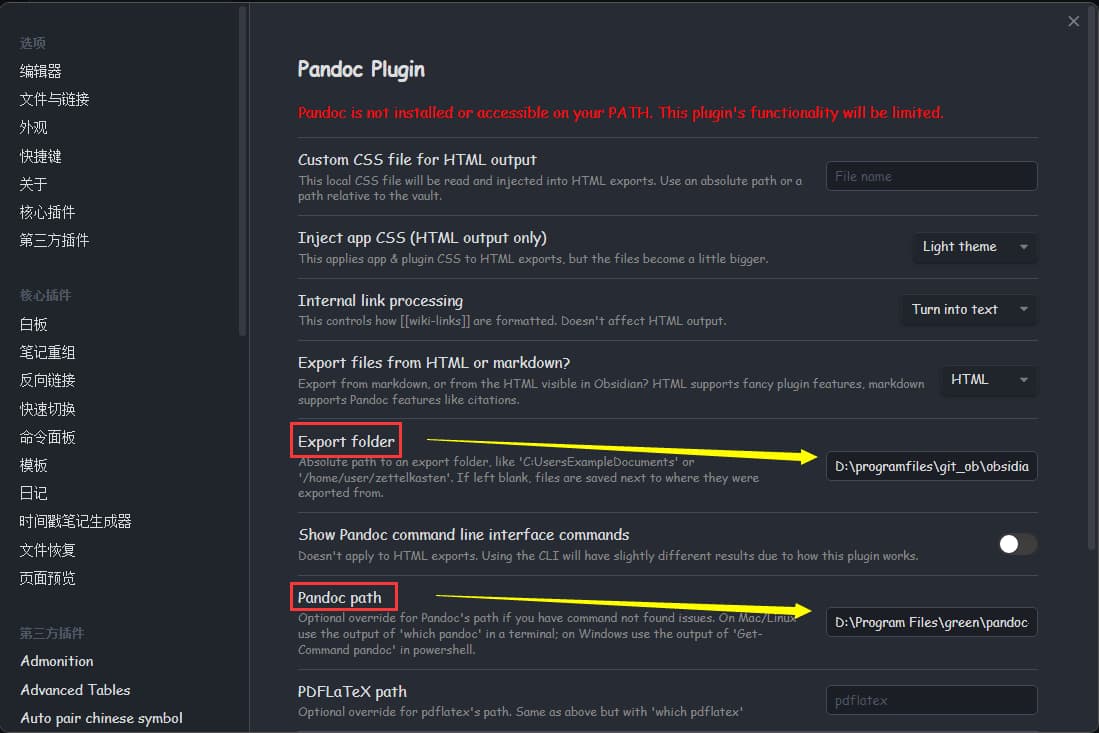 选项
编辑器
文件与链接
外观
快捷键
关于
核心插件
第三方插件
核心插件
白板
笔记重组
反向链接
快速切换
命令面板
模板
日记
时间戳笔记生成器
文件恢复
页面预览
第三方插件
Admonition
Advanced Tables
Auto pair chinese symbol
Pandoc Plugin
Pandoc is not installed or accessible on your PATH. This plugin's functionality will be limited.
Custom CSS file for HTML output
This local CSS file will be read and injected into HTML exports. Use an absolute path or a
path relative to the vault.
File name
Inject app CSS (HTML output only)
This applies app & plugin CSS to HTML exports, but the files become a little bigger.
Light theme
Internal link processing
This controls how [[wiki-links]] are formatted. Doesn't affect HTML output.
Turn into text
Export files from HTML or markdown?
Export from markdown, or from the HTML visible in Obsidian? HTML supports fancy plugin features, markdown
supports Pandoc features like citations.
HTML
Export folder
Absolute path to an export folder, like 'C:UsersExampleDocuments' or
'/home/user/zettelkasten'. If left blank, files are saved next to where they were
exported from.
D:\programfiles\git_ob\obsidia
Show Pandoc command line interface commands
Doesn't apply to HTML exports. Using the CLI will have slightly different results due to how this plugin works.
Pandoc path
Optional override for Pandoc's path if you have command not found issues. On Mac/Linux
use the output of 'which pandoc' in a terminal; on Windows use the output of 'Get-
Command pandoc' in powershell.
D:\Program Files\green\pandoc
PDFLaTeX path
Optional override for pdflatex's path. Same as above but with 'which pdflatex'
pdflatex